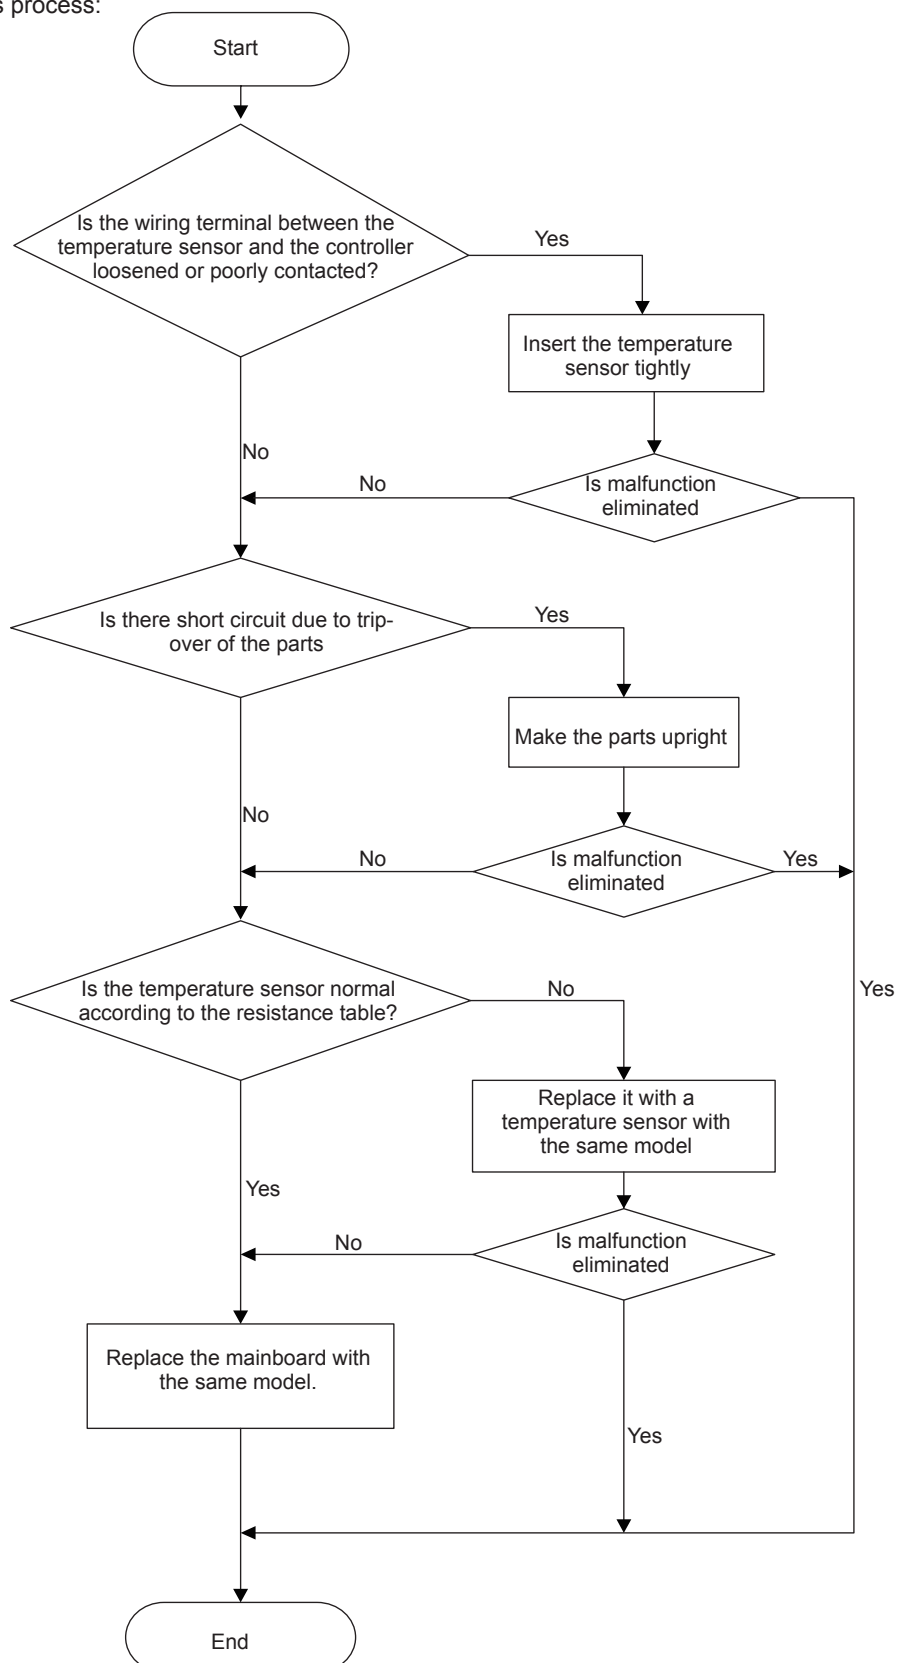 s process:
Start
Is the wiring terminal between the
temperature sensor and the controller
loosened or poorly contacted?
Yes
Insert the temperature
sensor tightly
No
No
Is malfunction
eliminated
Is there short circuit due to trip-
over of the parts
Yes
Make the parts upright
No
No
Is malfunction
eliminated
Yes
Is the temperature sensor normal
according to the resistance table?
No
Yes
Replace it with a
temperature sensor with
the same model
Yes
No
Is malfunction
eliminated
Replace the mainboard with
the same model.
Yes
End